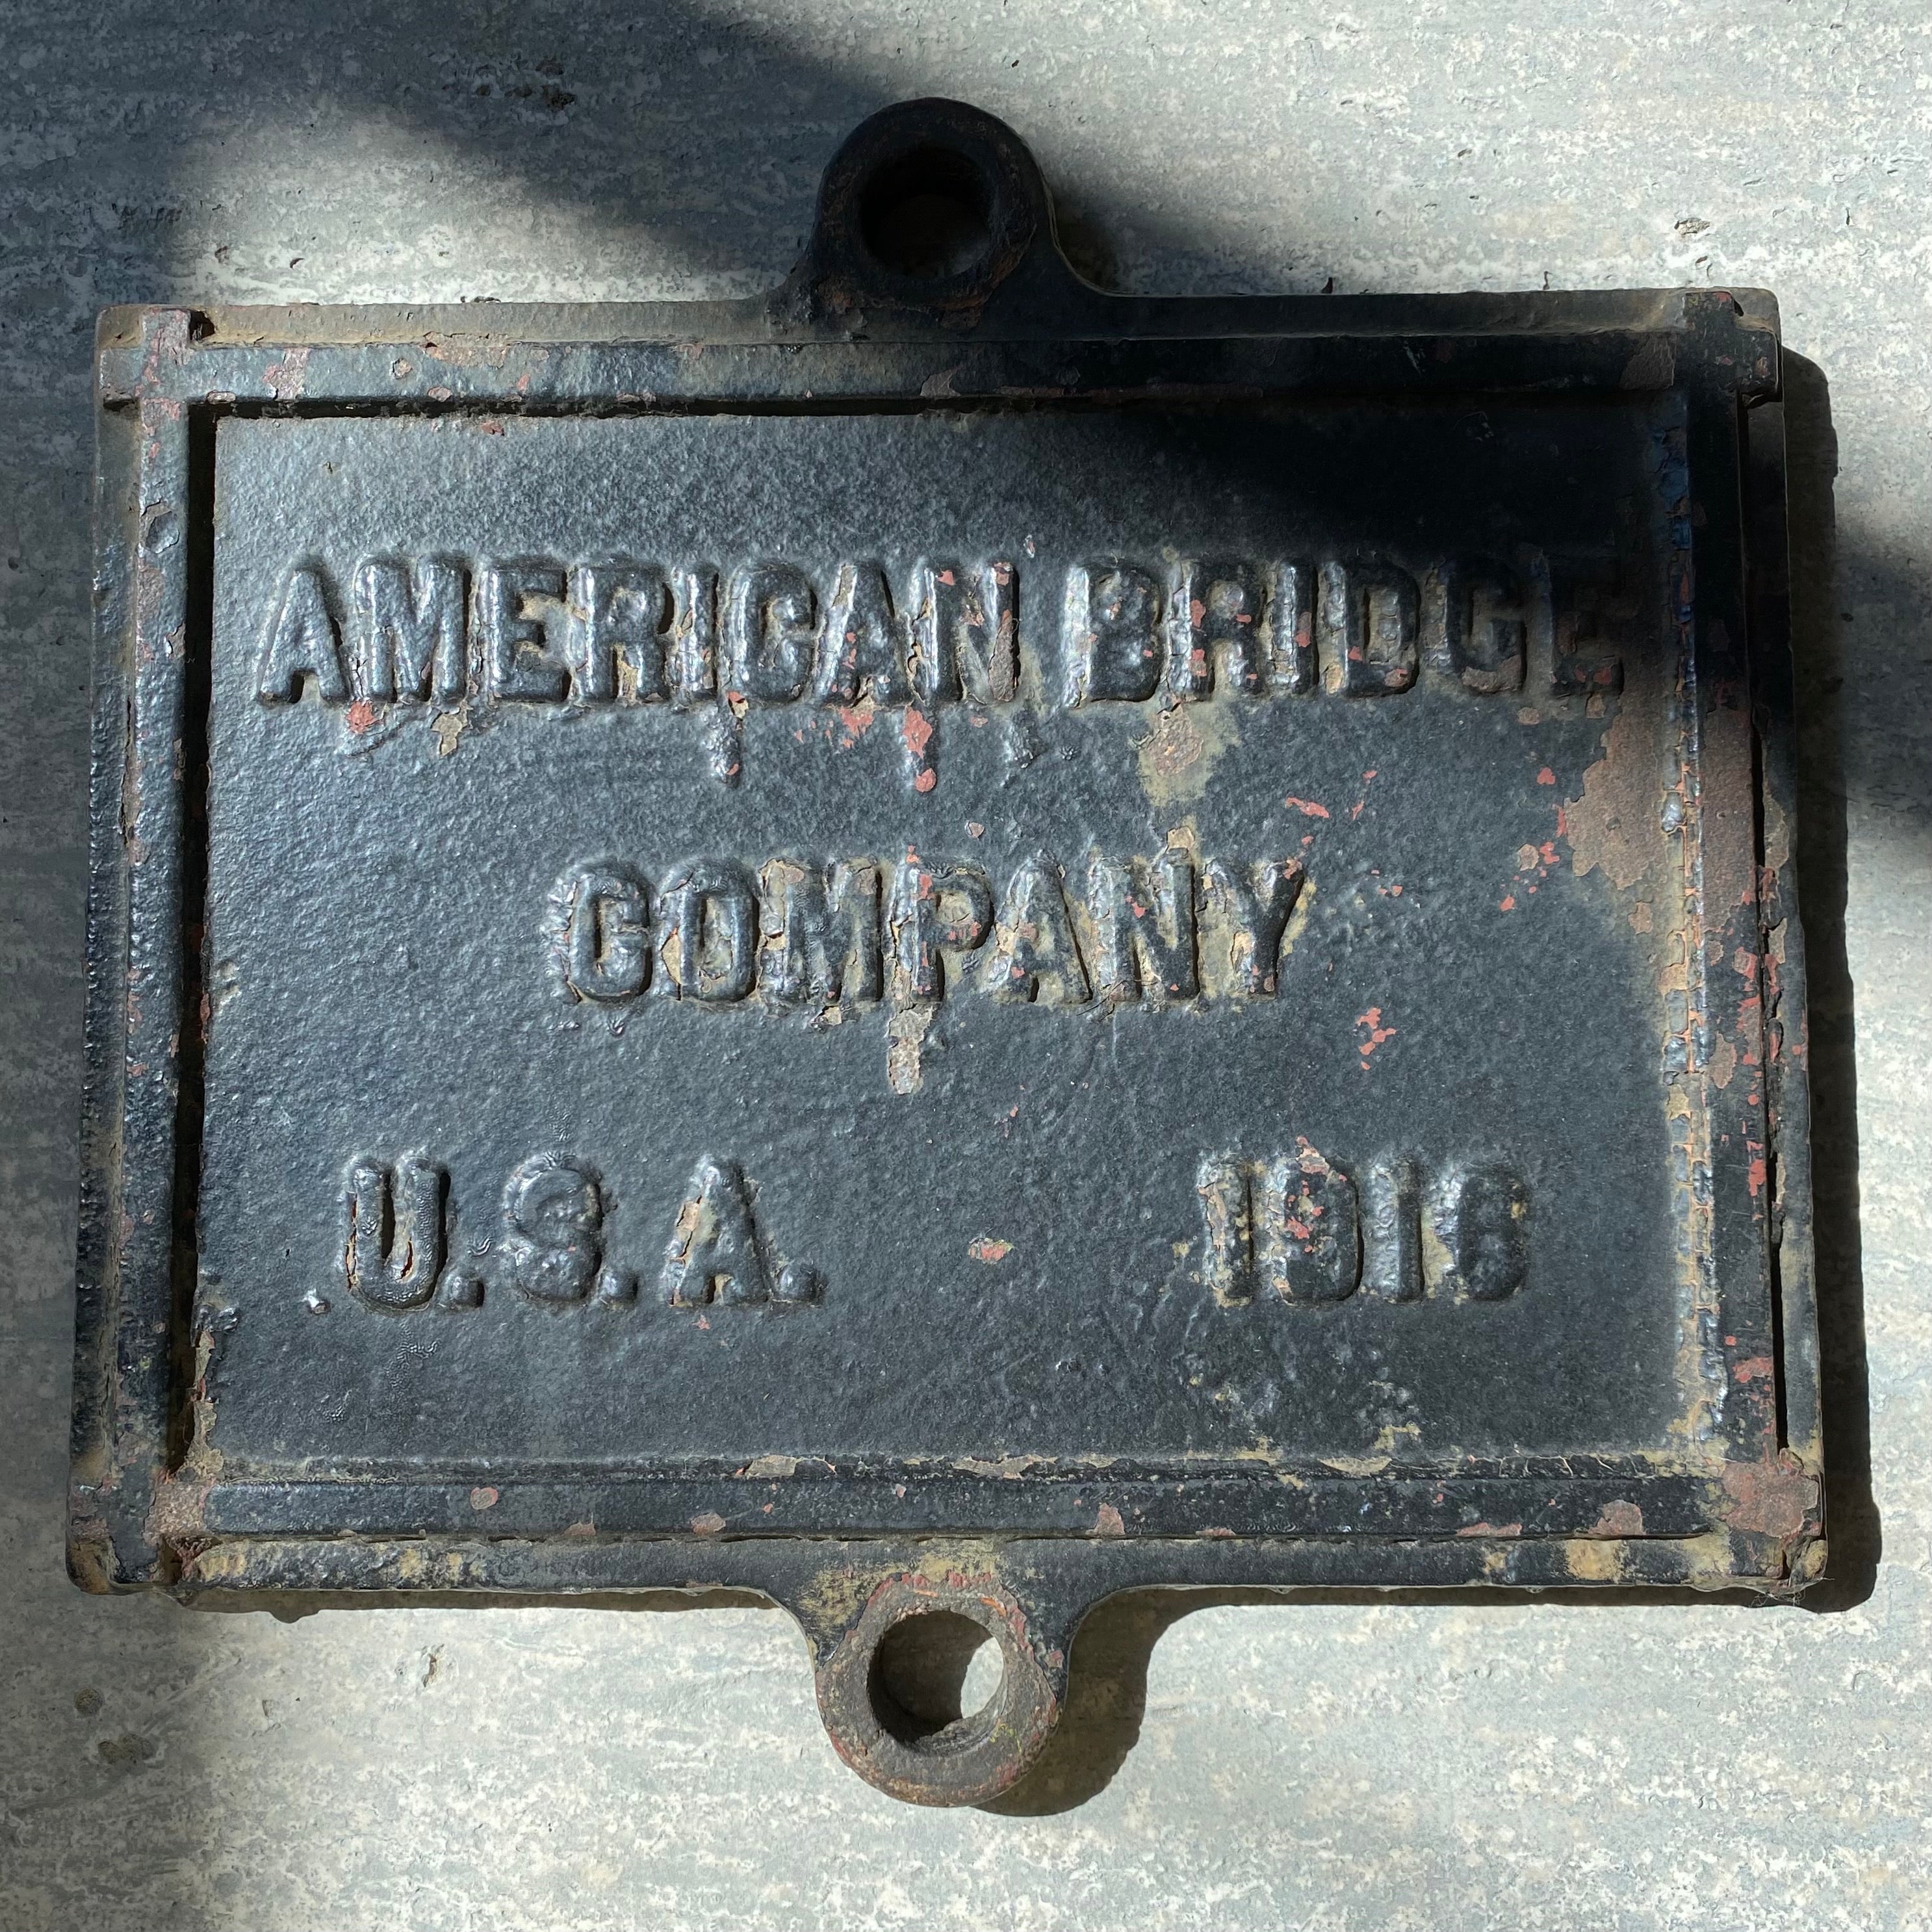 AMERICAN BRIDGE
COMPANY
U.S.A. 1916